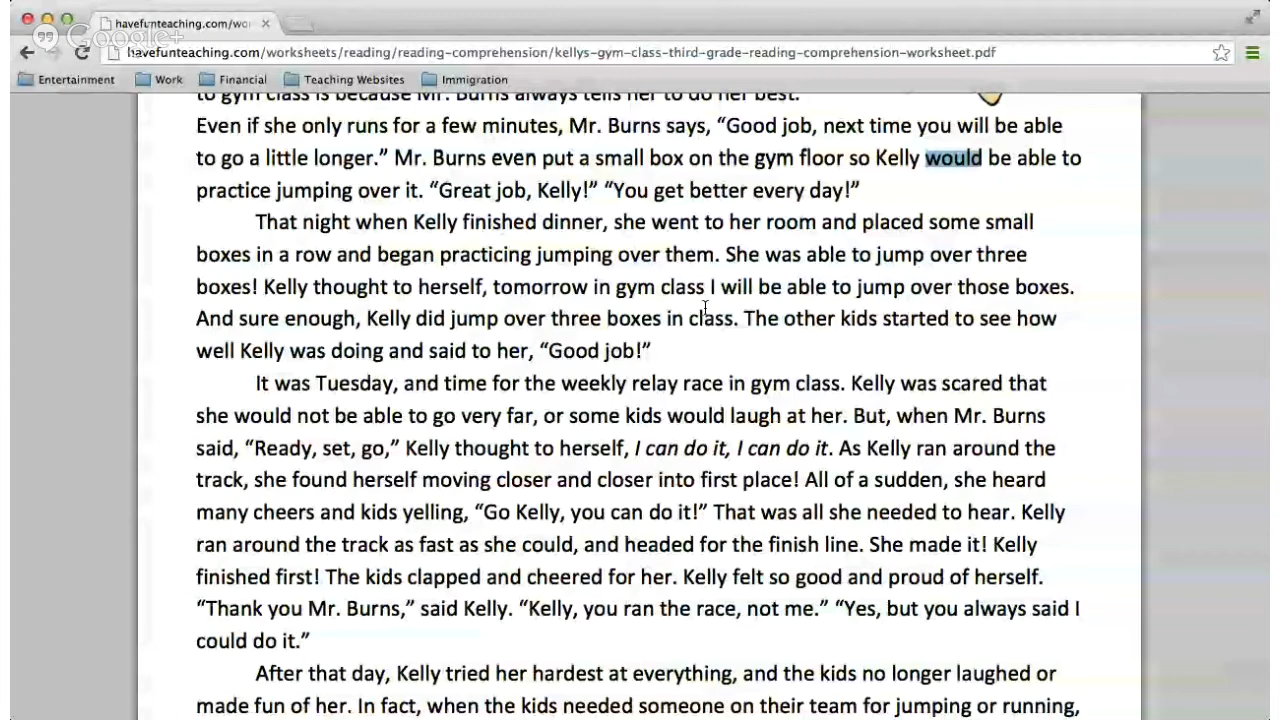 havefunteaching.com/wor
Google+
havefunteaching.com/worksheets/reading/reading-comprehension/kellys-gym-class-third-grade-reading-comprehension-worksheet.pdf
Entertainment Work Financial Teaching Websites Immigration
to gym class is because Mr. Burns always tells her to do her best.
Even if she only runs for a few minutes, Mr. Burns says, “Good job, next time you will be able
to go a little longer.” Mr. Burns even put a small box on the gym floor so Kelly would be able to
practice jumping over it. “Great job, Kelly!” “You get better every day!”
That night when Kelly finished dinner, she went to her room and placed some small
boxes in a row and began practicing jumping over them. She was able to jump over three
boxes! Kelly thought to herself, tomorrow in gym class I will be able to jump over those boxes.
And sure enough, Kelly did jump over three boxes in class. The other kids started to see how
well Kelly was doing and said to her, “Good job!”
It was Tuesday, and time for the weekly relay race in gym class. Kelly was scared that
she would not be able to go very far, or some kids would laugh at her. But, when Mr. Burns
said, “Ready, set, go,” Kelly thought to herself, I can do it, I can do it. As Kelly ran around the
track, she found herself moving closer and closer into first place! All of a sudden, she heard
many cheers and kids yelling, “Go Kelly, you can do it!” That was all she needed to hear. Kelly
ran around the track as fast as she could, and headed for the finish line. She made it! Kelly
finished first! The kids clapped and cheered for her. Kelly felt so good and proud of herself.
“Thank you Mr. Burns,” said Kelly. “Kelly, you ran the race, not me.” “Yes, but you always said I
could do it.”
After that day, Kelly tried her hardest at everything, and the kids no longer laughed or
made fun of her. In fact, when the kids needed someone on their team for jumping or running,